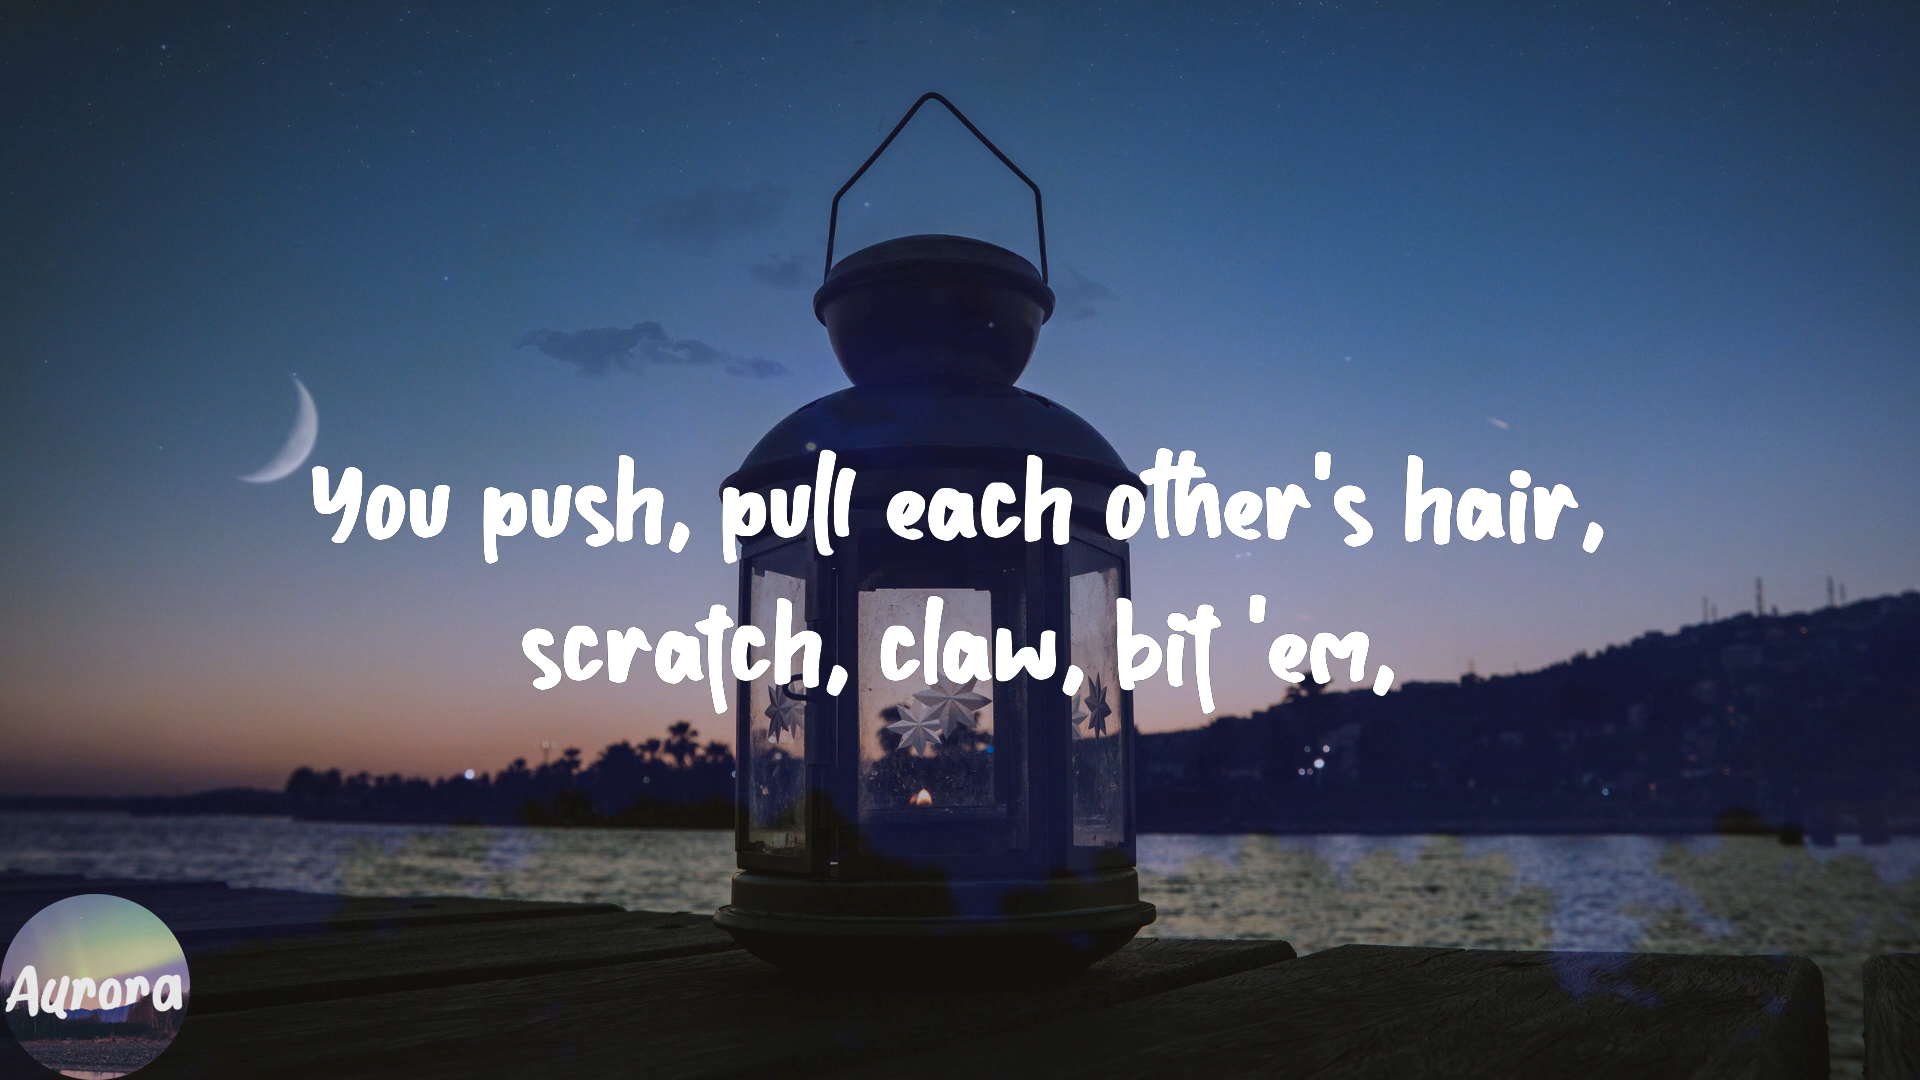 You push, pull each other's hair,
scratch, claw, bit 'em,
Aurora